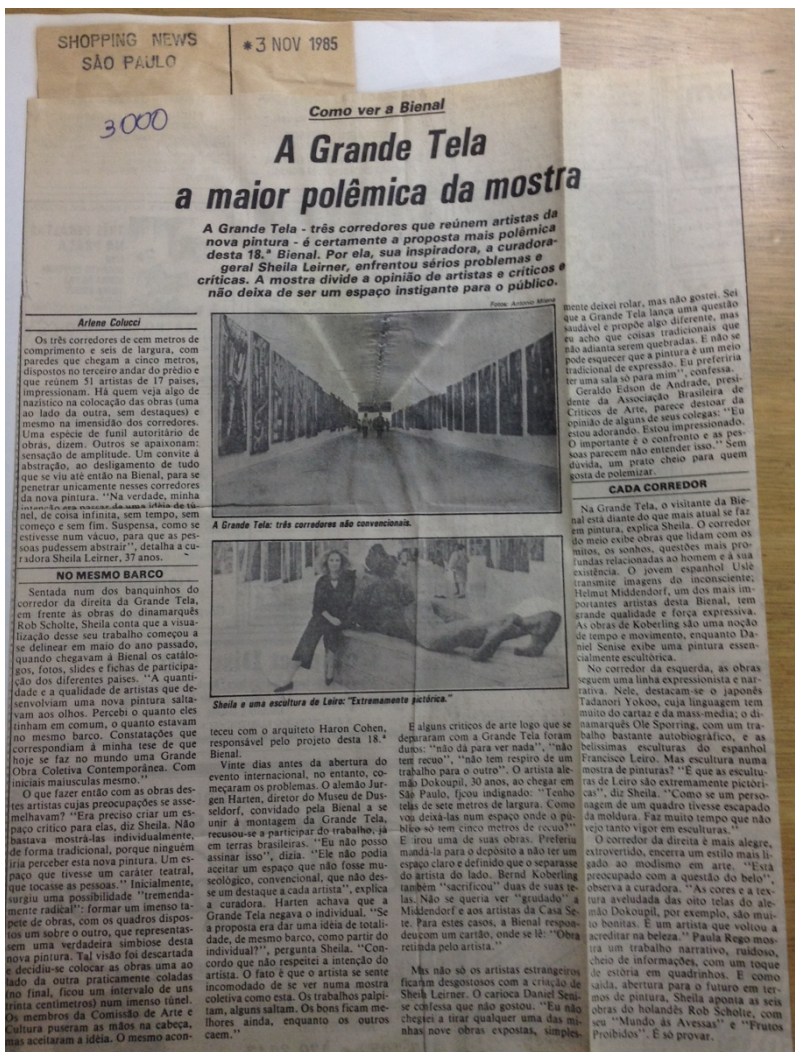 SHOPPING NEWS
SÃO PAULO
*3 NOV 1985
3000
Como ver a Bienal
A Grande Tela
a maior polêmica da mostra
A Grande Tela - três corredores que reúnem artistas da
nova pintura - é certamente a proposta mais polêmica
desta 18.ª Bienal. Por ela, sua inspiradora, a curadora-
geral Sheila Leirner, enfrentou sérios problemas e
críticas. A mostra divide a opinião de artistas e críticos e
não deixa de ser um espaço instigante para o público.
Fotos: Antonio Milena
Arlene Colucci
Os três corredores de cem metros de
comprimento e seis de largura, com
paredes que chegam a cinco metros,
dispostos no terceiro andar do prédio e
que reúnem 51 artistas de 17 países,
impressionam. Há quem veja algo de
nazístico na colocação das obras (uma
ao lado da outra, sem destaques) e
mesmo na imensidão dos corredores.
Uma espécie de funil autoritário de
obras, dizem. Outros se apaixonam:
sensação de amplitude. Um convite à
abstração, ao desligamento de tudo
que se viu até então na Bienal, para se
penetrar unicamente nesses corredores
da nova pintura. "Na verdade, minha
intenção era passar de uma idéia de tú-
nel, de coisa infinita, sem tempo, sem
começo e sem fim. Suspensa, como se
estivesse num vácuo, para que as pes-
soas pudessem abstrair", detalha a cu-
radora Sheila Leirner, 37 anos.
NO MESMO BARCO
Sentada num dos banquinhos do
corredor da direita da Grande Tela,
em frente às obras do dinamarquês
Rob Scholte, Sheila conta que a visua-
lização desse seu trabalho começou a
se delinear em maio do ano passado,
quando chegavam à Bienal os catálo-
gos, fotos, slides e fichas de participa-
ção dos diferentes países. "A quanti-
dade e a qualidade de artistas que de-
senvolviam uma nova pintura salta-
vam aos olhos. Percebi o quanto eles
tinham em comum, o quanto estavam
no mesmo barco. Constatações que
correspondiam à minha tese de que
hoje se faz no mundo uma Grande
Obra Coletiva Contemporânea. Com
iniciais maiusculas mesmo."
O que fazer então com as obras des-
tes artistas cujas preocupações se asse-
melhavam? "Era preciso criar um es-
paço crítico para elas, diz Sheila. Não
bastava mostrá-las individualmente,
de forma tradicional, porque ninguém
iria perceber esta nova pintura. Um es-
paço que tivesse um caráter teatral,
que tocasse as pessoas." Inicialmente,
surgiu uma possibilidade "tremenda-
mente radical": formar um imenso ta-
pete de obras, com os quadros dispos-
tos um sobre o outro, que representas-
sem uma verdadeira simbiose desta
nova pintura. Tal visão foi descartada
e decidiu-se colocar as obras uma ao
lado da outra praticamente coladas
(no final, ficou um intervalo de uns
trinta centímetros) num imenso túnel.
Os membros da Comissão de Arte e
Cultura puseram as mãos na cabeça,
mas aceitaram a idéia. O mesmo acon-
A Grande Tela: três corredores não convencionais.
Sheila e uma escultura de Leiro: "Extremamente pictórica."
teceu com o arquiteto Haron Cohen,
responsável pelo projeto desta 18.ª
Bienal.
Vinte dias antes da abertura do
evento internacional, no entanto, co-
meçaram os problemas. O alemão Jur-
gen Harten, diretor do Museu de Dus-
seldorf, convidado pela Bienal a se
unir à montagem da Grande Tela,
recusou-se a participar do trabalho, já
em terras brasileiras. "Eu não posso
assinar isso", dizia. "Ele não podia
aceitar um espaço que não fosse mu-
seológico, convencional, que não des-
se um destaque a cada artista", explica
a curadora. Harten achava que a
Grande Tela negava o individual. "Se
a proposta era dar uma idéia de totali-
dade, de mesmo barco, como partir do
individual?", pergunta Sheila. "Con-
cordo que não respeitei a intenção do
artista. O fato é que o artista se sente
incomodado de se ver numa mostra
coletiva como esta. Os trabalhos palpi-
tam, alguns saltam. Os bons ficam me-
lhores ainda, enquanto os outros
caem."
E alguns críticos de arte logo que se
depararam com a Grande Tela foram
duros: "não dá para ver nada", "não
tem recuo", "não tem respiro de um
trabalho para o outro". O artista ale-
mão Dokoupil, 30 anos, ao chegar em
São Paulo, ficou indignado: "Tenho
telas de sete metros de largura. Como
vou deixá-las num espaço onde o pú-
blico só tem cinco metros de recuo?"
E tirou uma de suas obras. Preferiu
mandá-la para o depósito a não ter um
espaço claro e definido que o separasse
do artista do lado. Bernd Koberling
também "sacrificou" duas de suas te-
las. Não se queria ver "grudado" a
Middendorf e aos artistas da Casa Se-
te. Para estes casos, a Bienal respon-
deu com um cartão, onde se lê: "Obra
retirada pelo artista."
Mas não só os artistas estrangeiros
ficaram desgostosos com a criação de
Sheila Leirner. O carioca Daniel Seni-
se confessa que não gostou. "Eu não
cheguei a tirar qualquer uma das mi-
nhas nove obras expostas, simples-
mente deixei rolar, mas não gostei. Sei
que a Grande Tela lança uma questão
saudável e propõe algo diferente, mas
eu acho que coisas tradicionais que
não adianta serem quebradas. E não se
pode esquecer que a pintura é um meio
tradicional de expressão. Eu preferiria
ter uma sala só para mim", confessa.
Geraldo Edson de Andrade, presi-
dente da Associação Brasileira de
Críticos de Arte, parece destoar da
opinião de alguns de seus colegas: "Eu
estou adorando. Estou impressionado.
O importante é o confronto e as pes-
soas parecem não entender isso." Sem
dúvida, um prato cheio para quem
gosta de polemizar.
CADA CORREDOR
Na Grande Tela, o visitante da Bie-
nal está diante do que mais atual se faz
em pintura, explica Sheila. O corredor
do meio exibe obras que lidam com os
mitos, os sonhos, questões mais pro-
fundas relacionadas ao homem e à sua
existência. O jovem espanhol Uslé
transmite imagens do inconsciente;
Helmut Middendorf, um dos mais im-
portantes artistas desta Bienal, tem
grande qualidade e força expressiva.
As obras de Koberling são uma noção
de tempo e movimento, enquanto Da-
niel Senise exibe uma pintura essen-
cialmente escultórica.
No corredor da esquerda, as obras
seguem uma linha expressionista e nar-
rativa. Nele, destacam-se o japonês
Tadanori Yokoo, cuja linguagem tem
muito do cartaz e da mass-media; o di-
namarquês Ole Sporring, com um tra-
balho bastante autobiográfico, e as
belíssimas esculturas do espanhol
Francisco Leiro. Mas escultura numa
mostra de pinturas? "É que as escultu-
ras de Leiro são extremamente pictóri-
cas", diz Sheila. "Como se um perso-
nagem de um quadro tivesse escapado
da moldura. Faz muito tempo que não
vejo tanto vigor em esculturas."
O corredor da direita é mais alegre,
extrovertido, encerra um estilo mais li-
gado ao modismo em arte. "Está
preocupado com a questão do belo",
observa a curadora. "As cores e a tex-
tura aveludada das oito telas do ale-
mão Dokoupil, por exemplo, são mui-
to bonitas. É um artista que voltou a
acreditar na beleza." Paula Rego mos-
tra um trabalho narrativo, ruidoso,
cheio de informações, com um toque
de estória em quadrinhos. E como
saída, abertura para o futuro em ter-
mos de pintura, Sheila aponta as seis
obras do holandês Rob Scholte, com
seu "Mundo às Avessas" e "Frutos
Proibidos". É só provar.